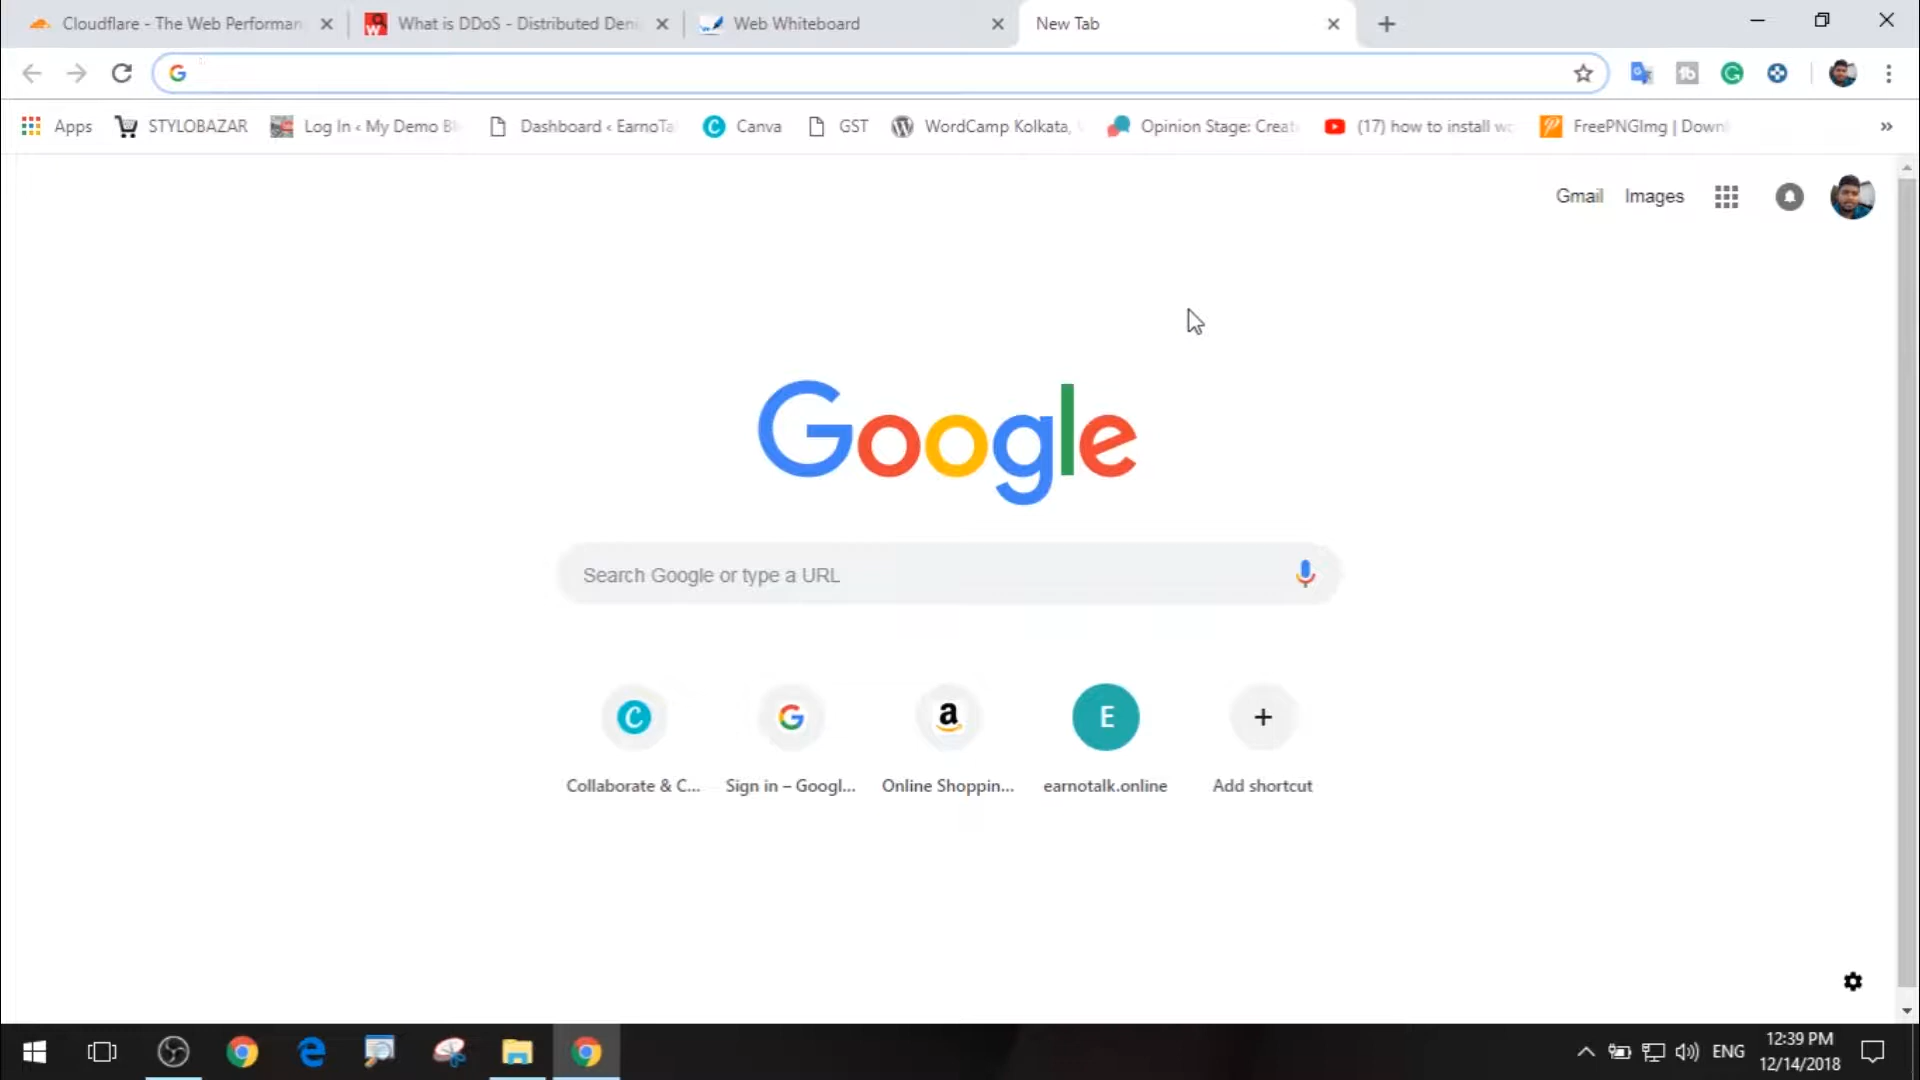 Cloudflare - The Web Performan
What is DDoS - Distributed Deni
Web Whiteboard
New Tab
Apps
STYLOBAZAR
Log In ‹ My Demo Bl
Dashboard ‹ EarnoTa
Canva
GST
WordCamp Kolkata,
Opinion Stage: Creat
(17) how to install wo
FreePNGImg | Down
»
Gmail
Images
Google
Search Google or type a URL
Collaborate & C...
Sign in – Googl...
Online Shoppin...
E
earnotalk.online
Add shortcut
ENG
12:39 PM
12/14/2018